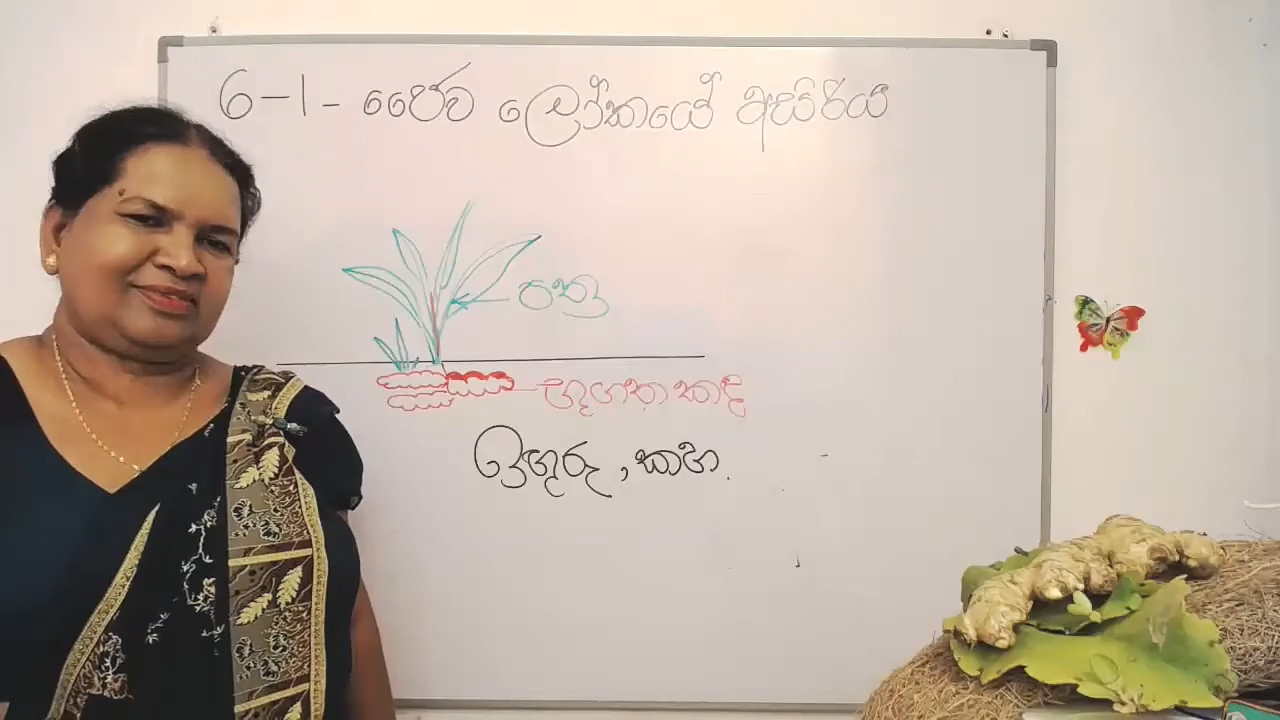 6-1- ජෛව ලෝකයේ අසිරිය
පත්‍ර
භූගත කඳ
ඉඟුරු, කහ.